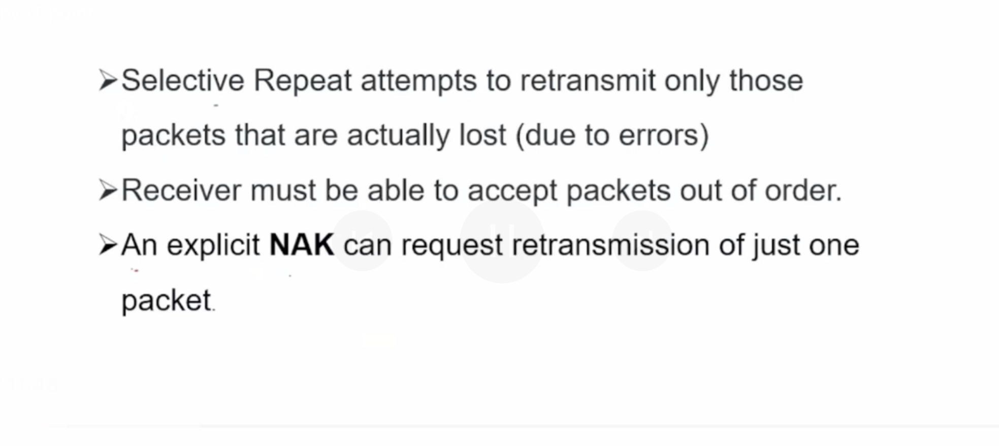 ➢Selective Repeat attempts to retransmit only those
packets that are actually lost (due to errors)
➢Receiver must be able to accept packets out of order.
➢An explicit NAK can request retransmission of just one
packet.